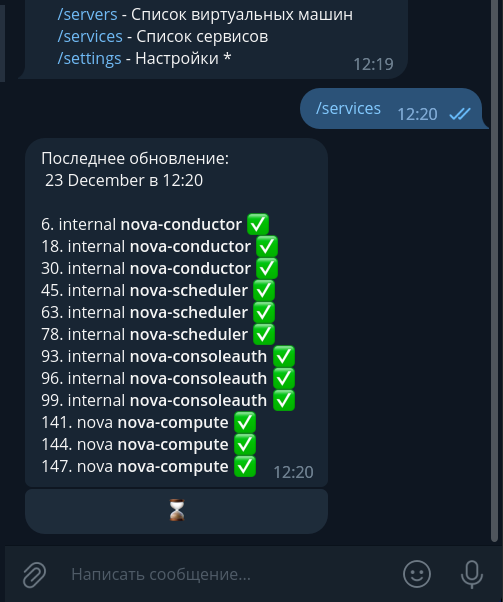 /servers - Список виртуальных машин
/services - Список сервисов
/settings - Настройки *
12:19
/services 12:20
Последнее обновление:
23 December в 12:20
6. internal nova-conductor ✅
18. internal nova-conductor ✅
30. internal nova-conductor ✅
45. internal nova-scheduler ✅
63. internal nova-scheduler ✅
78. internal nova-scheduler ✅
93. internal nova-consoleauth ✅
96. internal nova-consoleauth ✅
99. internal nova-consoleauth ✅
141. nova nova-compute ✅
144. nova nova-compute ✅
147. nova nova-compute ✅
12:20
⏳
Написать сообщение...